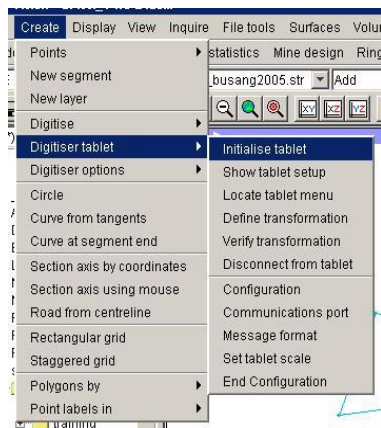 Create Display View Inquire File tools Surfaces
statistics Mine design Ring
_busang2005.str Add
Points
New segment
New layer
Digitise
Digitiser tablet
Digitiser options
Circle
Curve from tangents
Curve at segment end
Section axis by coordinates
Section axis using mouse
Road from centreline
Rectangular grid
Staggered grid
Polygons by
Point labels in
Initialise tablet
Show tablet setup
Locate tablet menu
Define transformation
Verify transformation
Disconnect from tablet
Configuration
Communications port
Message format
Set tablet scale
End Configuration
XY XZ YZ
training